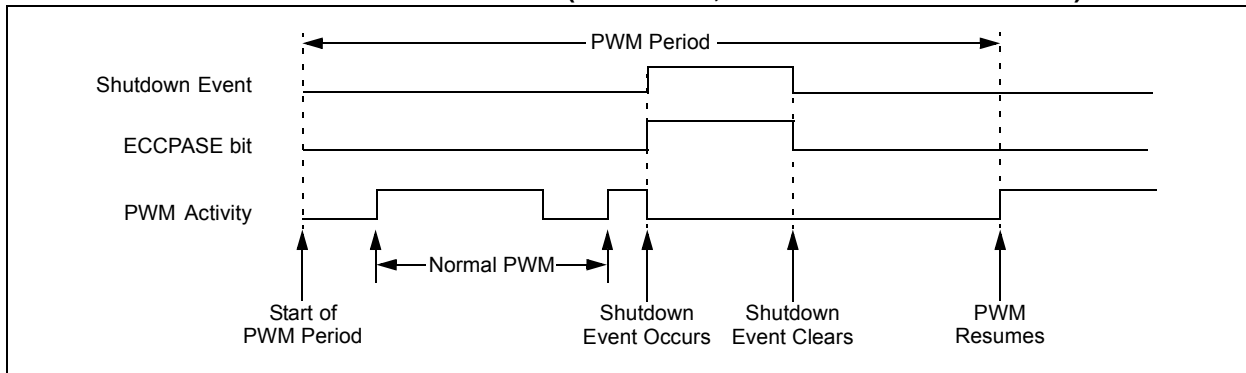 PWM Period
Shutdown Event
ECCPASE bit
PWM Activity
Normal PWM
Start of
PWM Period
Shutdown
Event Occurs
Shutdown
Event Clears
PWM
Resumes